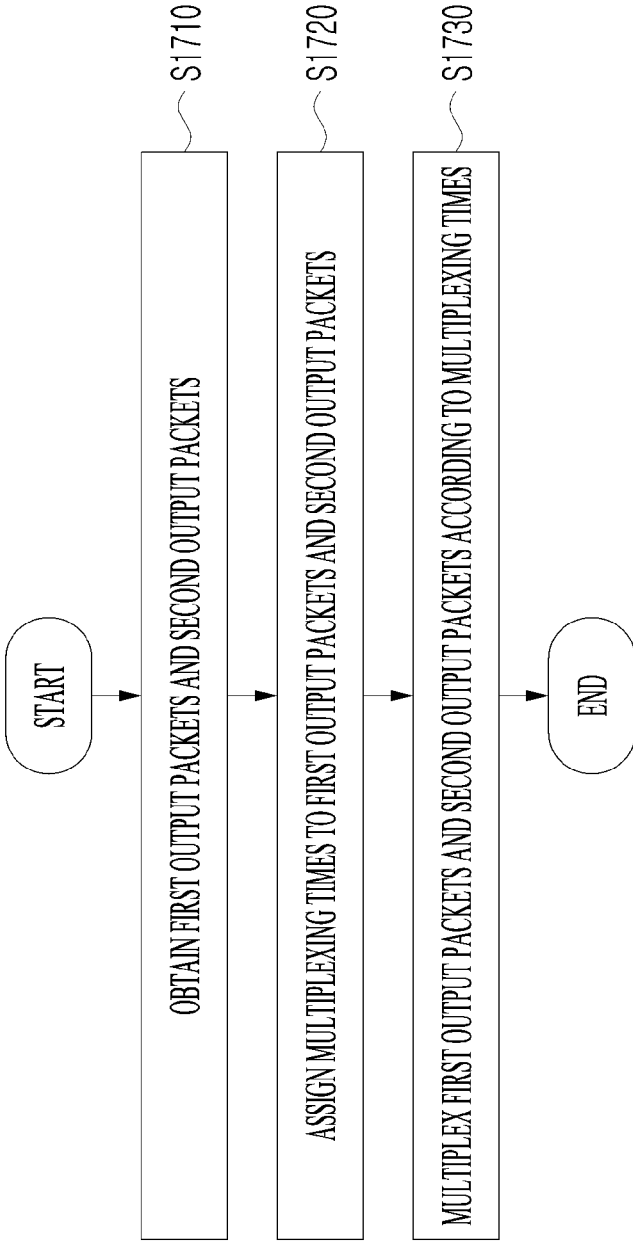 START
OBTAIN FIRST OUTPUT PACKETS AND SECOND OUTPUT PACKETS
S1710
ASSIGN MULTIPLEXING TIMES TO FIRST OUTPUT PACKETS AND SECOND OUTPUT PACKETS
S1720
MULTIPLEX FIRST OUTPUT PACKETS AND SECOND OUTPUT PACKETS ACCORDING TO MULTIPLEXING TIMES
S1730
END